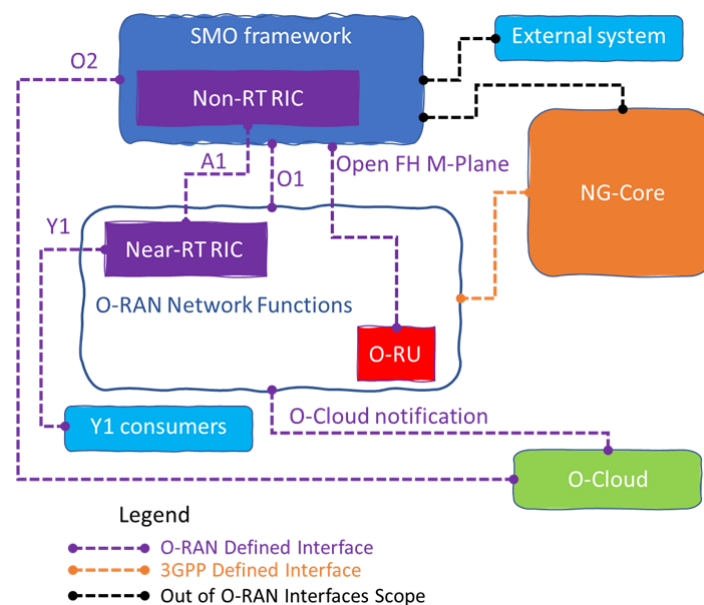 SMO framework
External system
O2
Non-RT RIC
A1
O1
Open FH M-Plane
NG-Core
Y1
Near-RT RIC
O-RAN Network Functions
O-RU
O-Cloud notification
Y1 consumers
O-Cloud
Legend
O-RAN Defined Interface
3GPP Defined Interface
Out of O-RAN Interfaces Scope